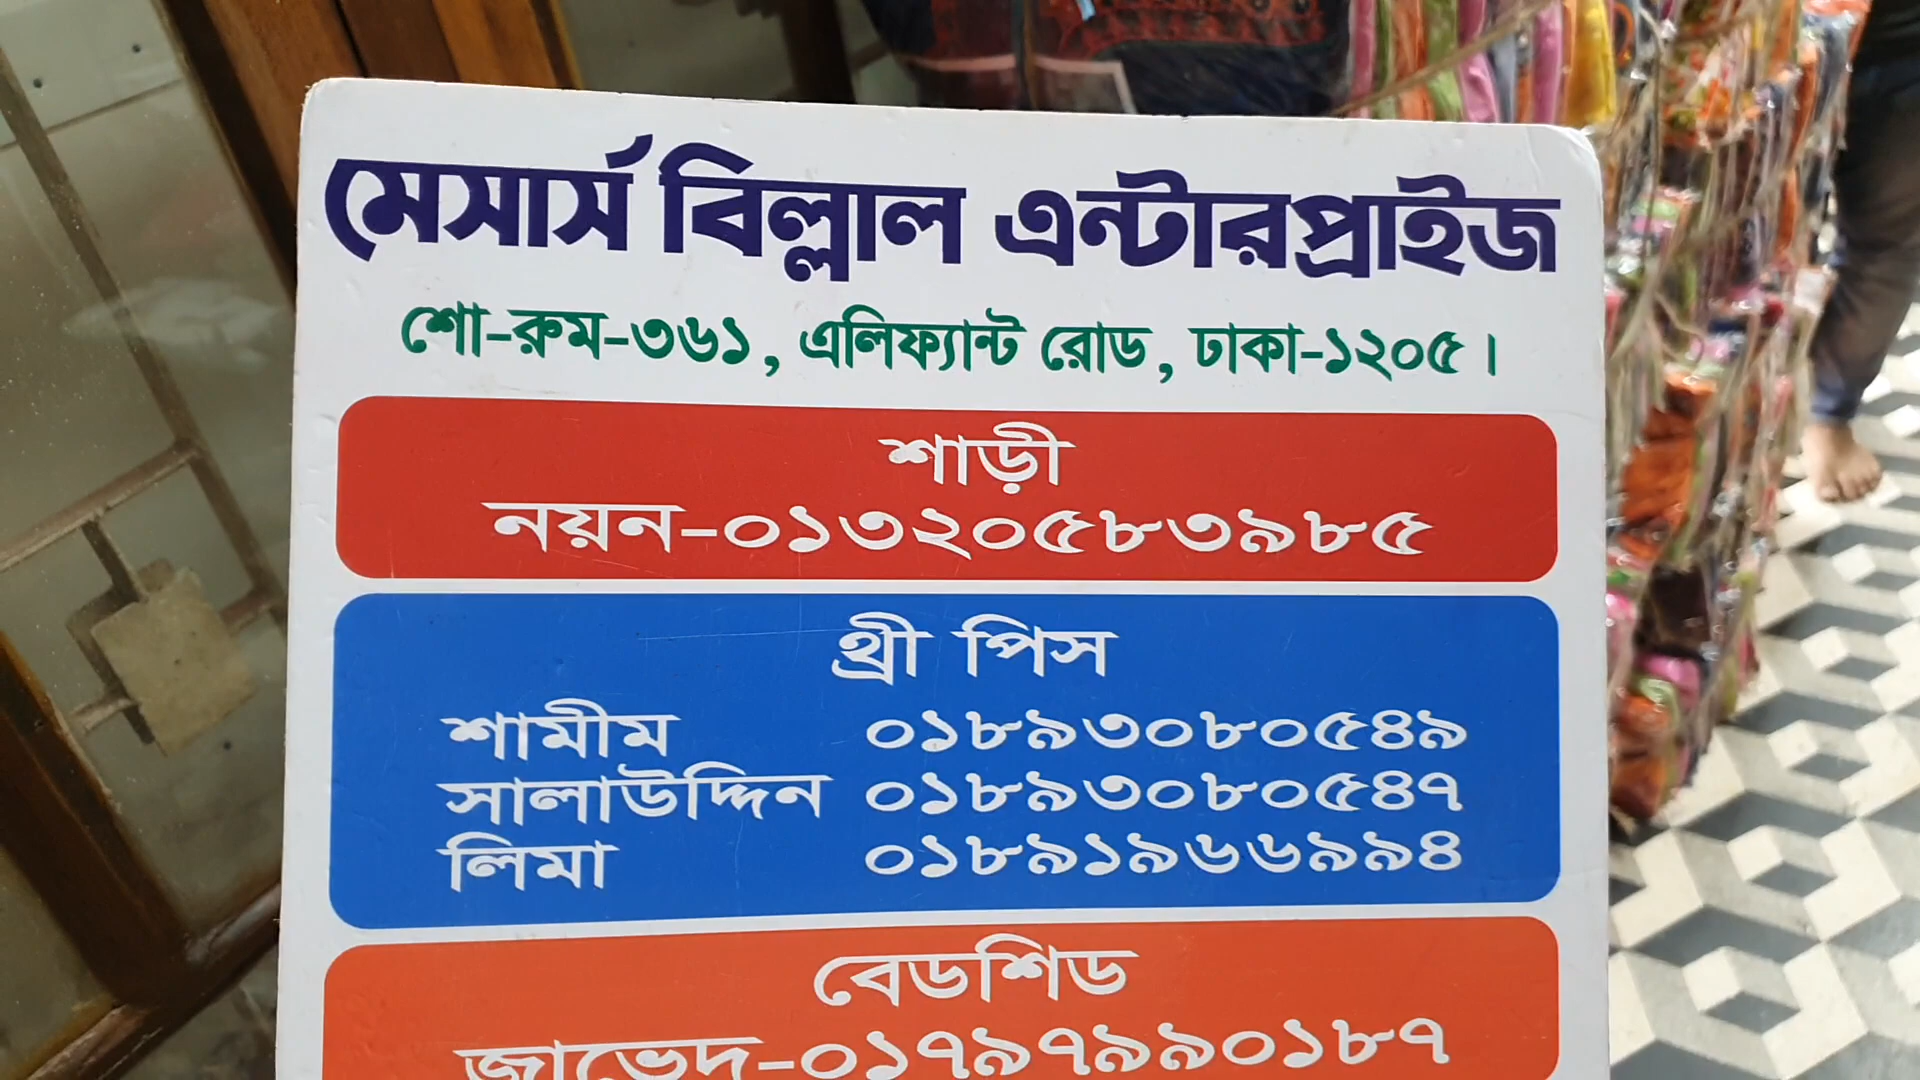 মেসার্স বিল্লাল এন্টারপ্রাইজ
শো-রুম-৩৬১, এলিফ্যান্ট রোড, ঢাকা-১২০৫।
শাড়ী
নয়ন-০১৩২০৫৮৩৯৮৫
থ্রী পিস
শামীম ০১৮৯৩০৮০৫৪৯
সালাউদ্দিন ০১৮৯৩০৮০৫৪৭
লিমা ০১৮৯১৯৬৬৯৯৪
বেডশিড
জাভেদ-০১৭৯৭৯৯০১৮৭